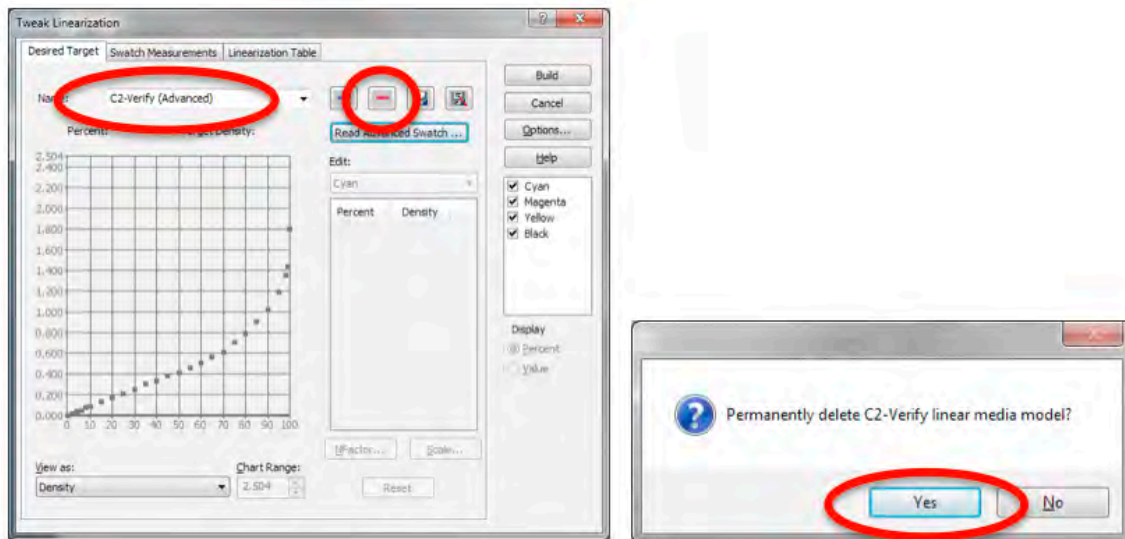 Tweak Linearization
Desired Target
Swatch Measurements
Linearization Table
C2-Verify (Advanced)
Percent:
Density:
Read Advanced Swatch ...
Edit:
Cyan
Percent Density
2.504
2.400
2.200
2.000
1.800
1.600
1.400
1.200
1.000
0.800
0.600
0.400
0.200
0.000
0 10 20 30 40 50 60 70 80 90 100
Scale...
View as:
Density
Chart Range:
2.504
Reset
Build
Cancel
Options...
Help
Cyan
Magenta
Yellow
Black
Display
Percent
Value
Permanently delete C2-Verify linear media model?
Yes
No